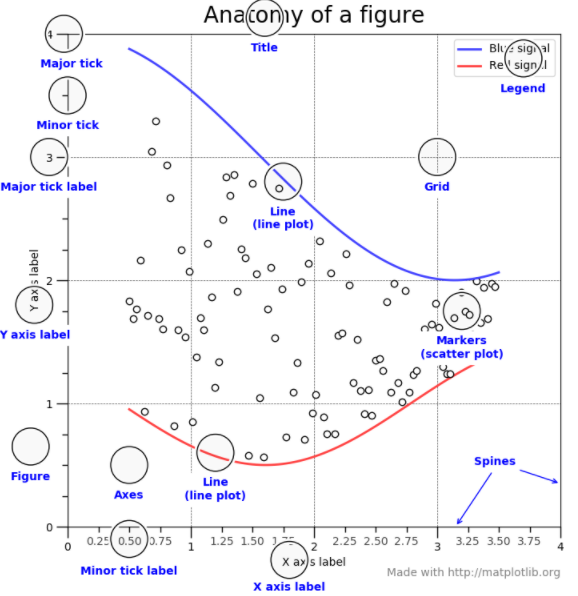 Anatomy of a figure
4
Blue signal
Red signal
Title
Major tick
Legend
Minor tick
3
Major tick label
Grid
Line
(line plot)
Y axis label
2
Y axis label
Markers
(scatter plot)
1
Figure
Axes
Line
(line plot)
Spines
0
0 0.25 0.50 0.75 1 1.25 1.50 1.75 2 2.25 2.50 2.75 3 3.25 3.50 3.75 4
Minor tick label
X axis label
Made with http://matplotlib.org
X axis label